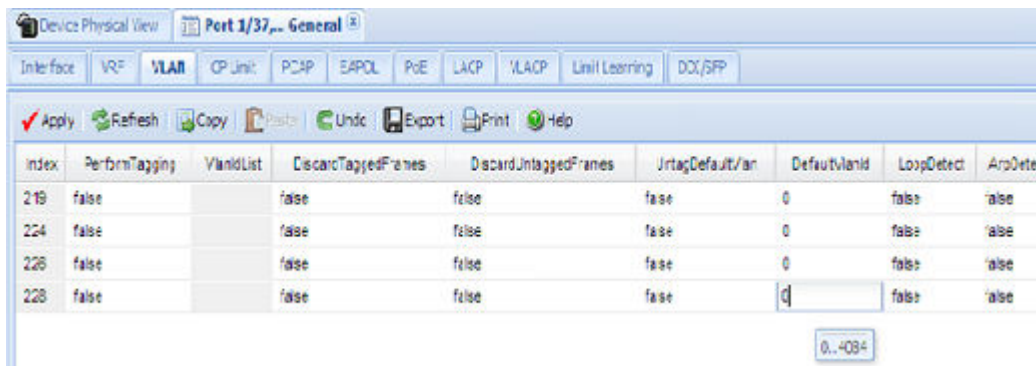 Device Physical View Port 1/37,... General
Interface VRF VLAN CP Limit PCAP EAPOL PoE LACP VLACP Limit Learning DDI/SFP
Apply Refresh Copy Paste Undo Export Print Help
Index PerformTagging VlanIdList DiscardTaggedFrames DiscardUntaggedFrames UntagDefaultVlan DefaultVlanId LoopDetect ArpDete
219 false false false false 0 false false
224 false false false false 0 false false
226 false false false false 0 false false
228 false false false false 0 false false
0..4084